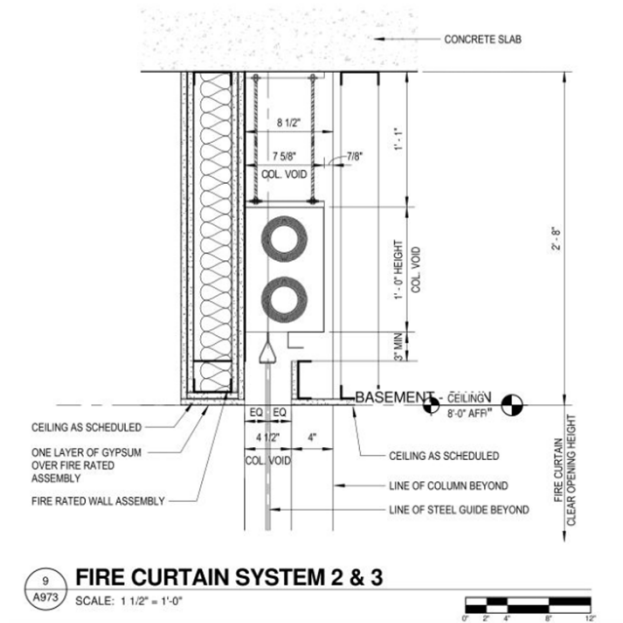 CONCRETE SLAB
8 1/2"
7 5/8"
7/8"
COL. VOID
1' - 1"
2' - 8"
1' - 0" HEIGHT
COL. VOID
3" MIN
BASEMENT - CEILING
8'-0" AFF
EQ EQ
4 1/2"
4"
COL. VOID
CEILING AS SCHEDULED
ONE LAYER OF GYPSUM
OVER FIRE RATED
ASSEMBLY
FIRE RATED WALL ASSEMBLY
CEILING AS SCHEDULED
LINE OF COLUMN BEYOND
LINE OF STEEL GUIDE BEYOND
FIRE CURTAIN
CLEAR OPENING HEIGHT
9
A973
FIRE CURTAIN SYSTEM 2 & 3
SCALE: 1 1/2" = 1'-0"
0" 2" 4" 8" 12"